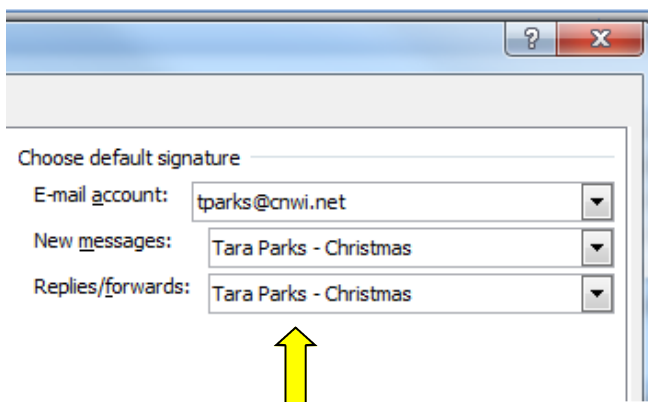 Choose default signature
E-mail account: tparks@cnwi.net
New messages: Tara Parks - Christmas
Replies/forwards: Tara Parks - Christmas